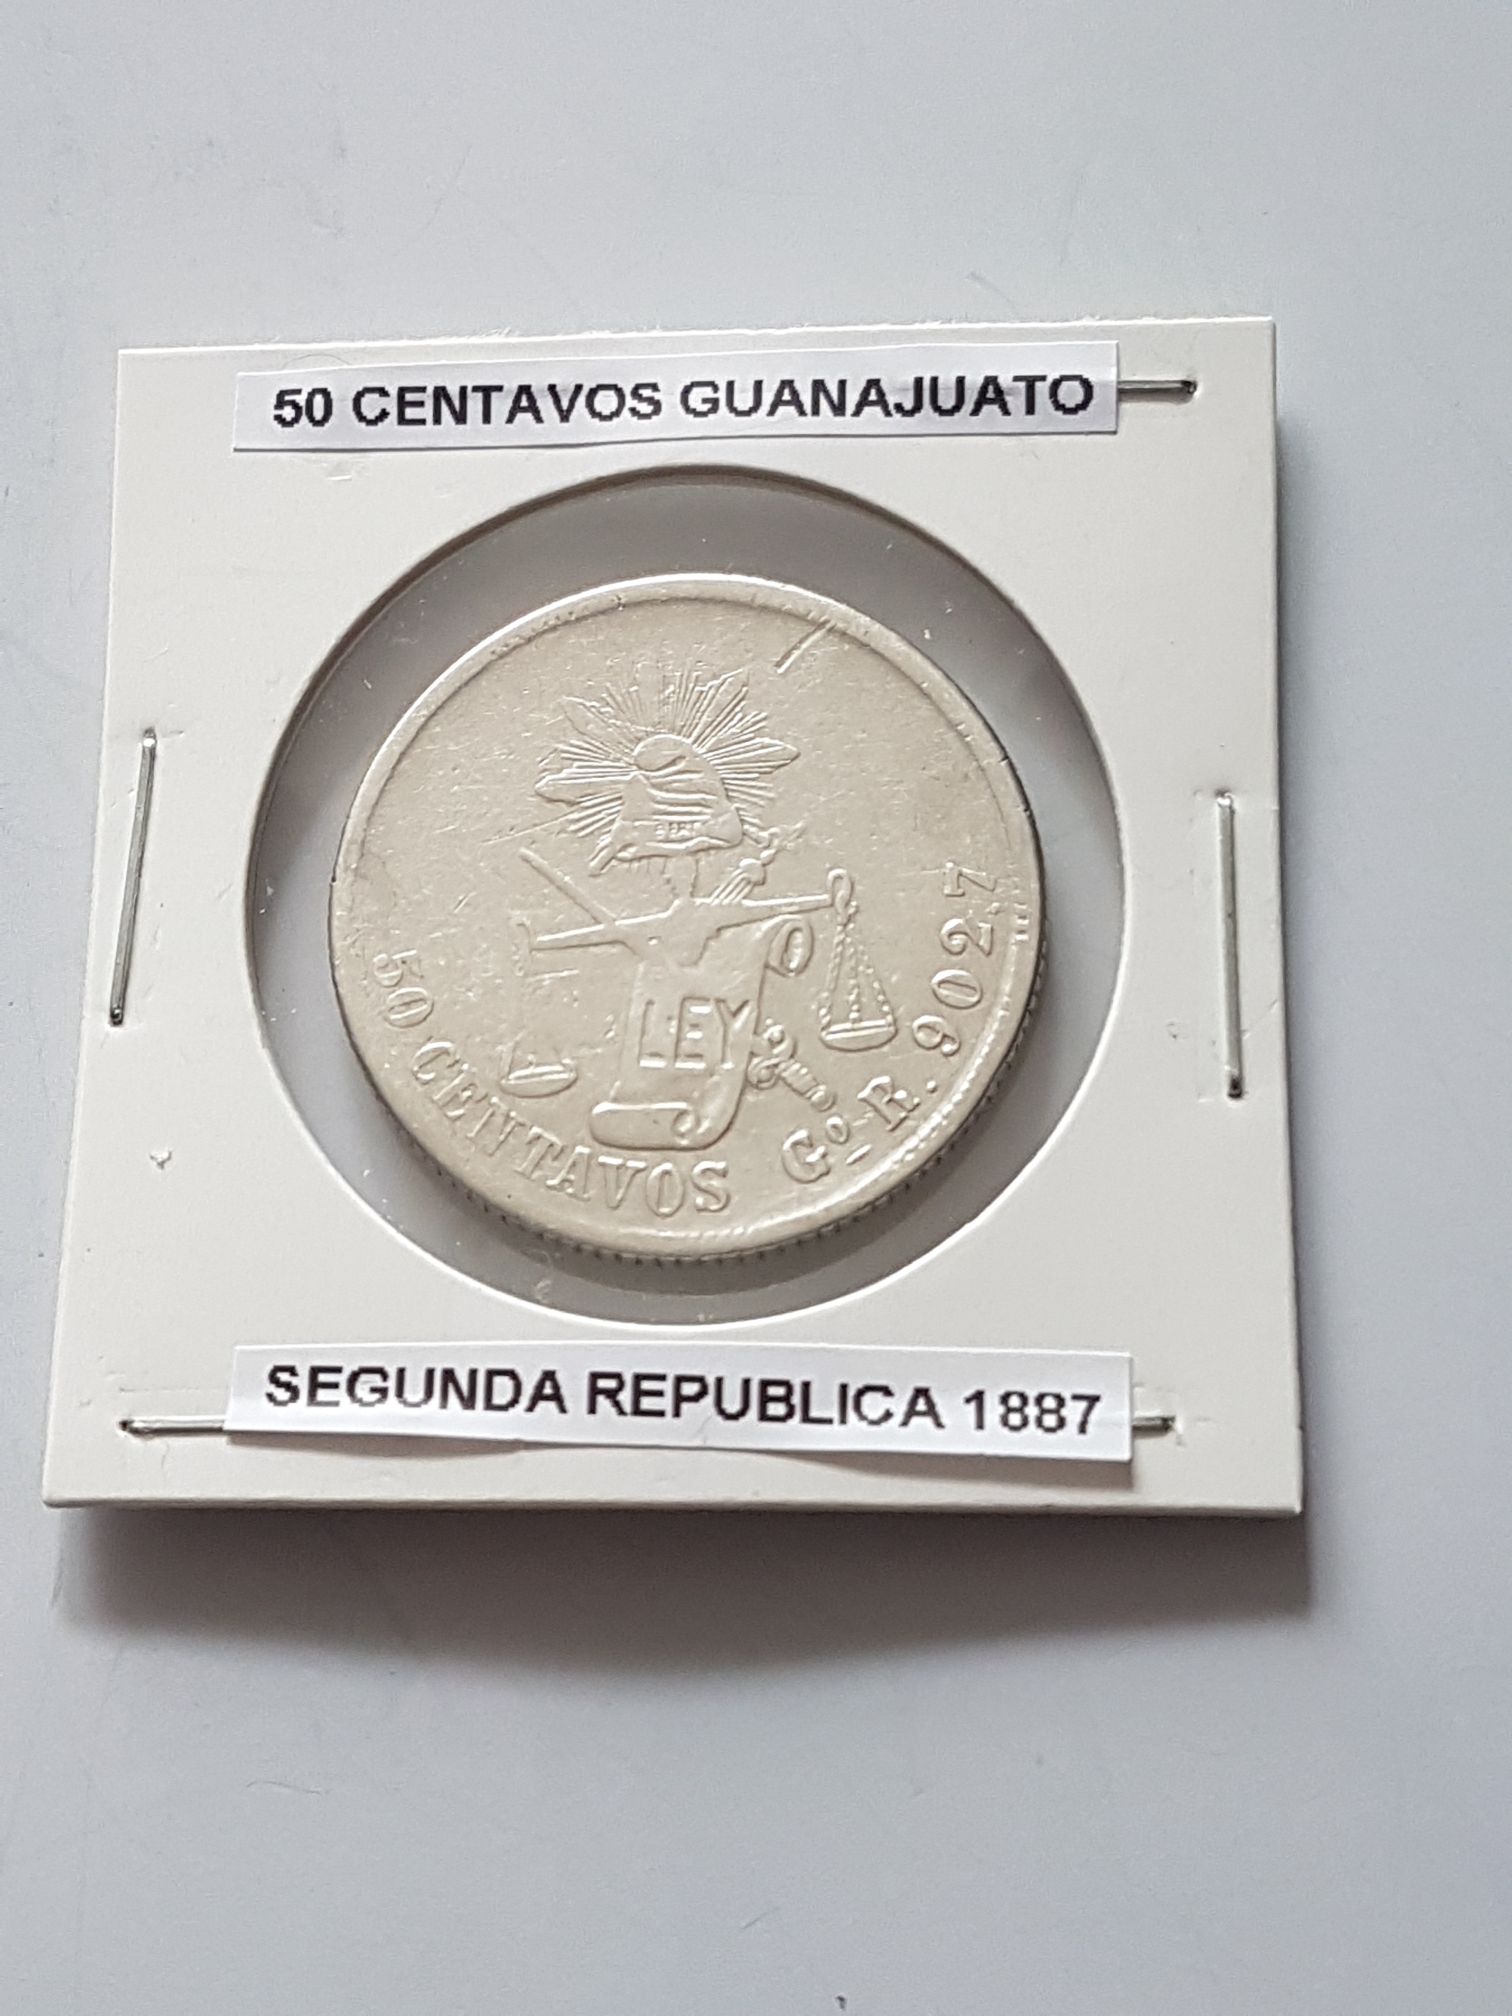 50 CENTAVOS GUANAJUATO
LEY
50 CENTAVOS Gº R. 902,7
SEGUNDA REPUBLICA 1887